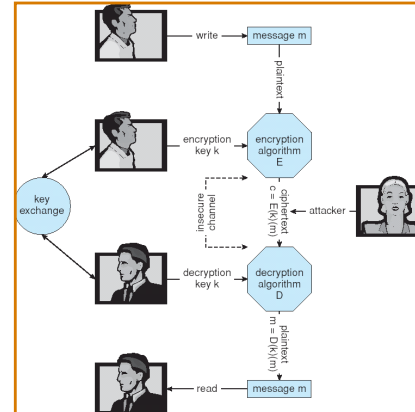 write
message m
plaintext
encryption
key k
encryption
algorithm
E
key
exchange
insecure
channel
ciphertext
c = E(k)(m)
attacker
decryption
key k
decryption
algorithm
D
plaintext
m = D(k)(m)
read
message m